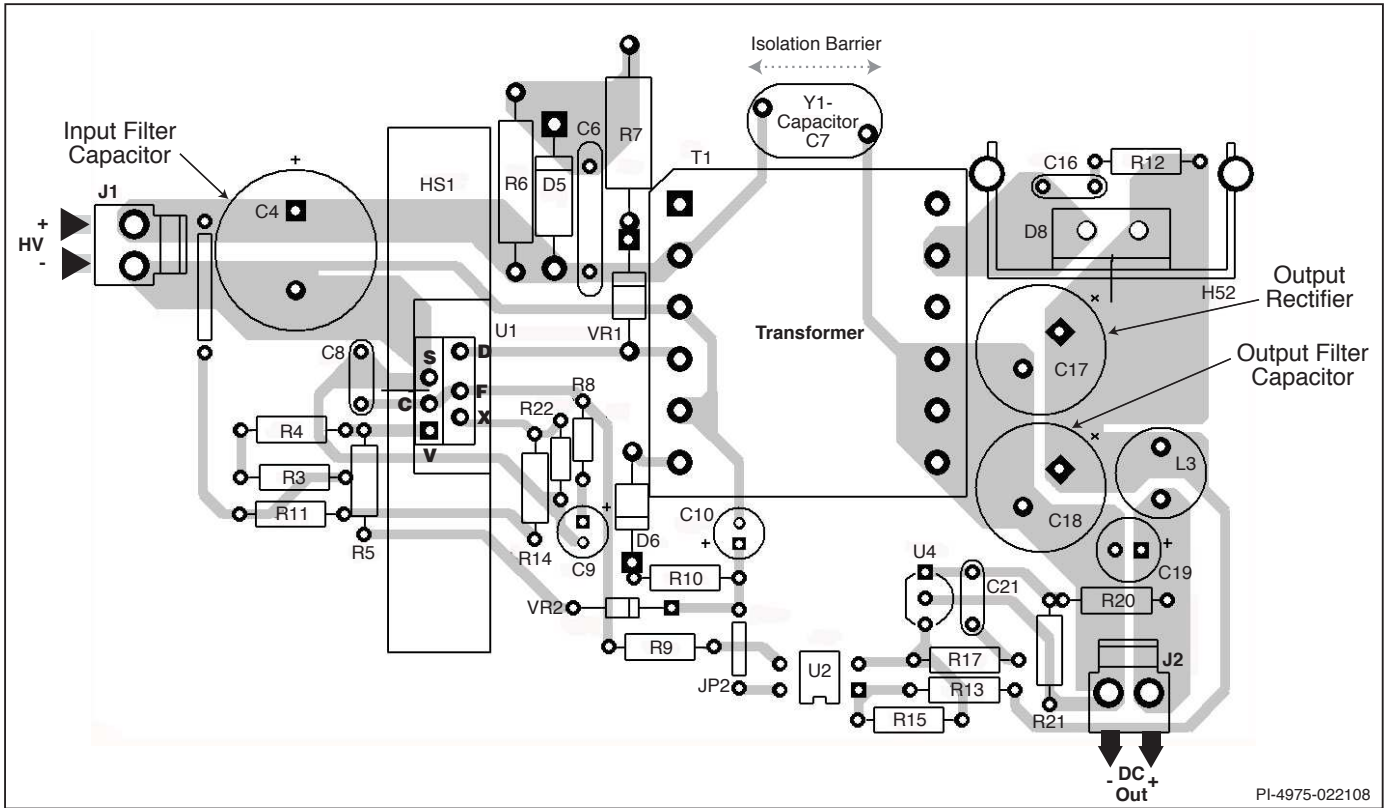 Isolation Barrier
Y1-
Capacitor
C7
Input Filter
Capacitor
+
J1
C4
HS1
R6
D5
C6
R7
T1
C16
R12
+
HV
-
D8
H52
Output
Rectifier
Transformer
VR1
U1
C8
S
D
C
F
X
V
C17
Output Filter
Capacitor
R8
R22
R4
R3
R11
R5
R14
+
C9
D6
C10
+
L3
C18
+
C19
U4
C21
R10
R20
VR2
R9
JP2
U2
R17
R13
R15
R21
J2
- DC +
Out
PI-4975-022108